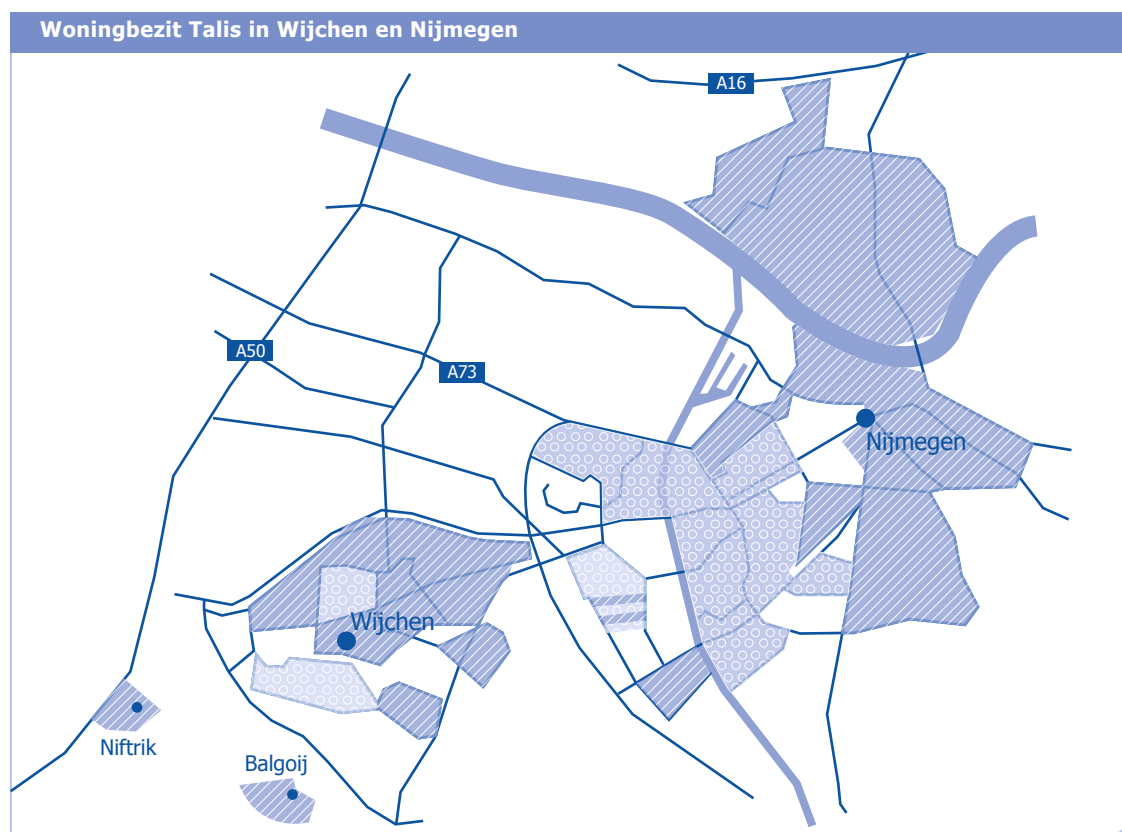 Woningbezit Talis in Wijchen en Nijmegen
A16
A50
A73
Nijmegen
Wijchen
Niftrik
Balgoij